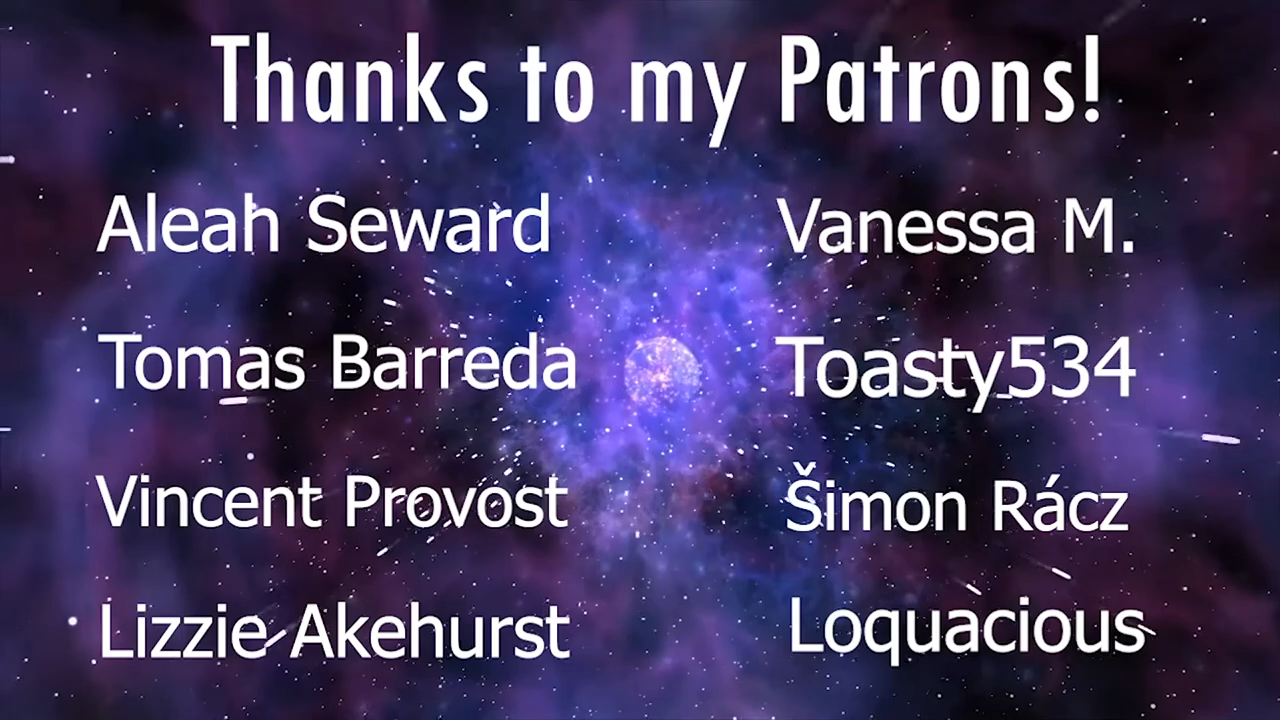 Thanks to my Patrons!
Aleah Seward
Vanessa M.
Tomas Barreda
Toasty534
Vincent Provost
Šimon Rácz
Lizzie Akehurst
Loquacious